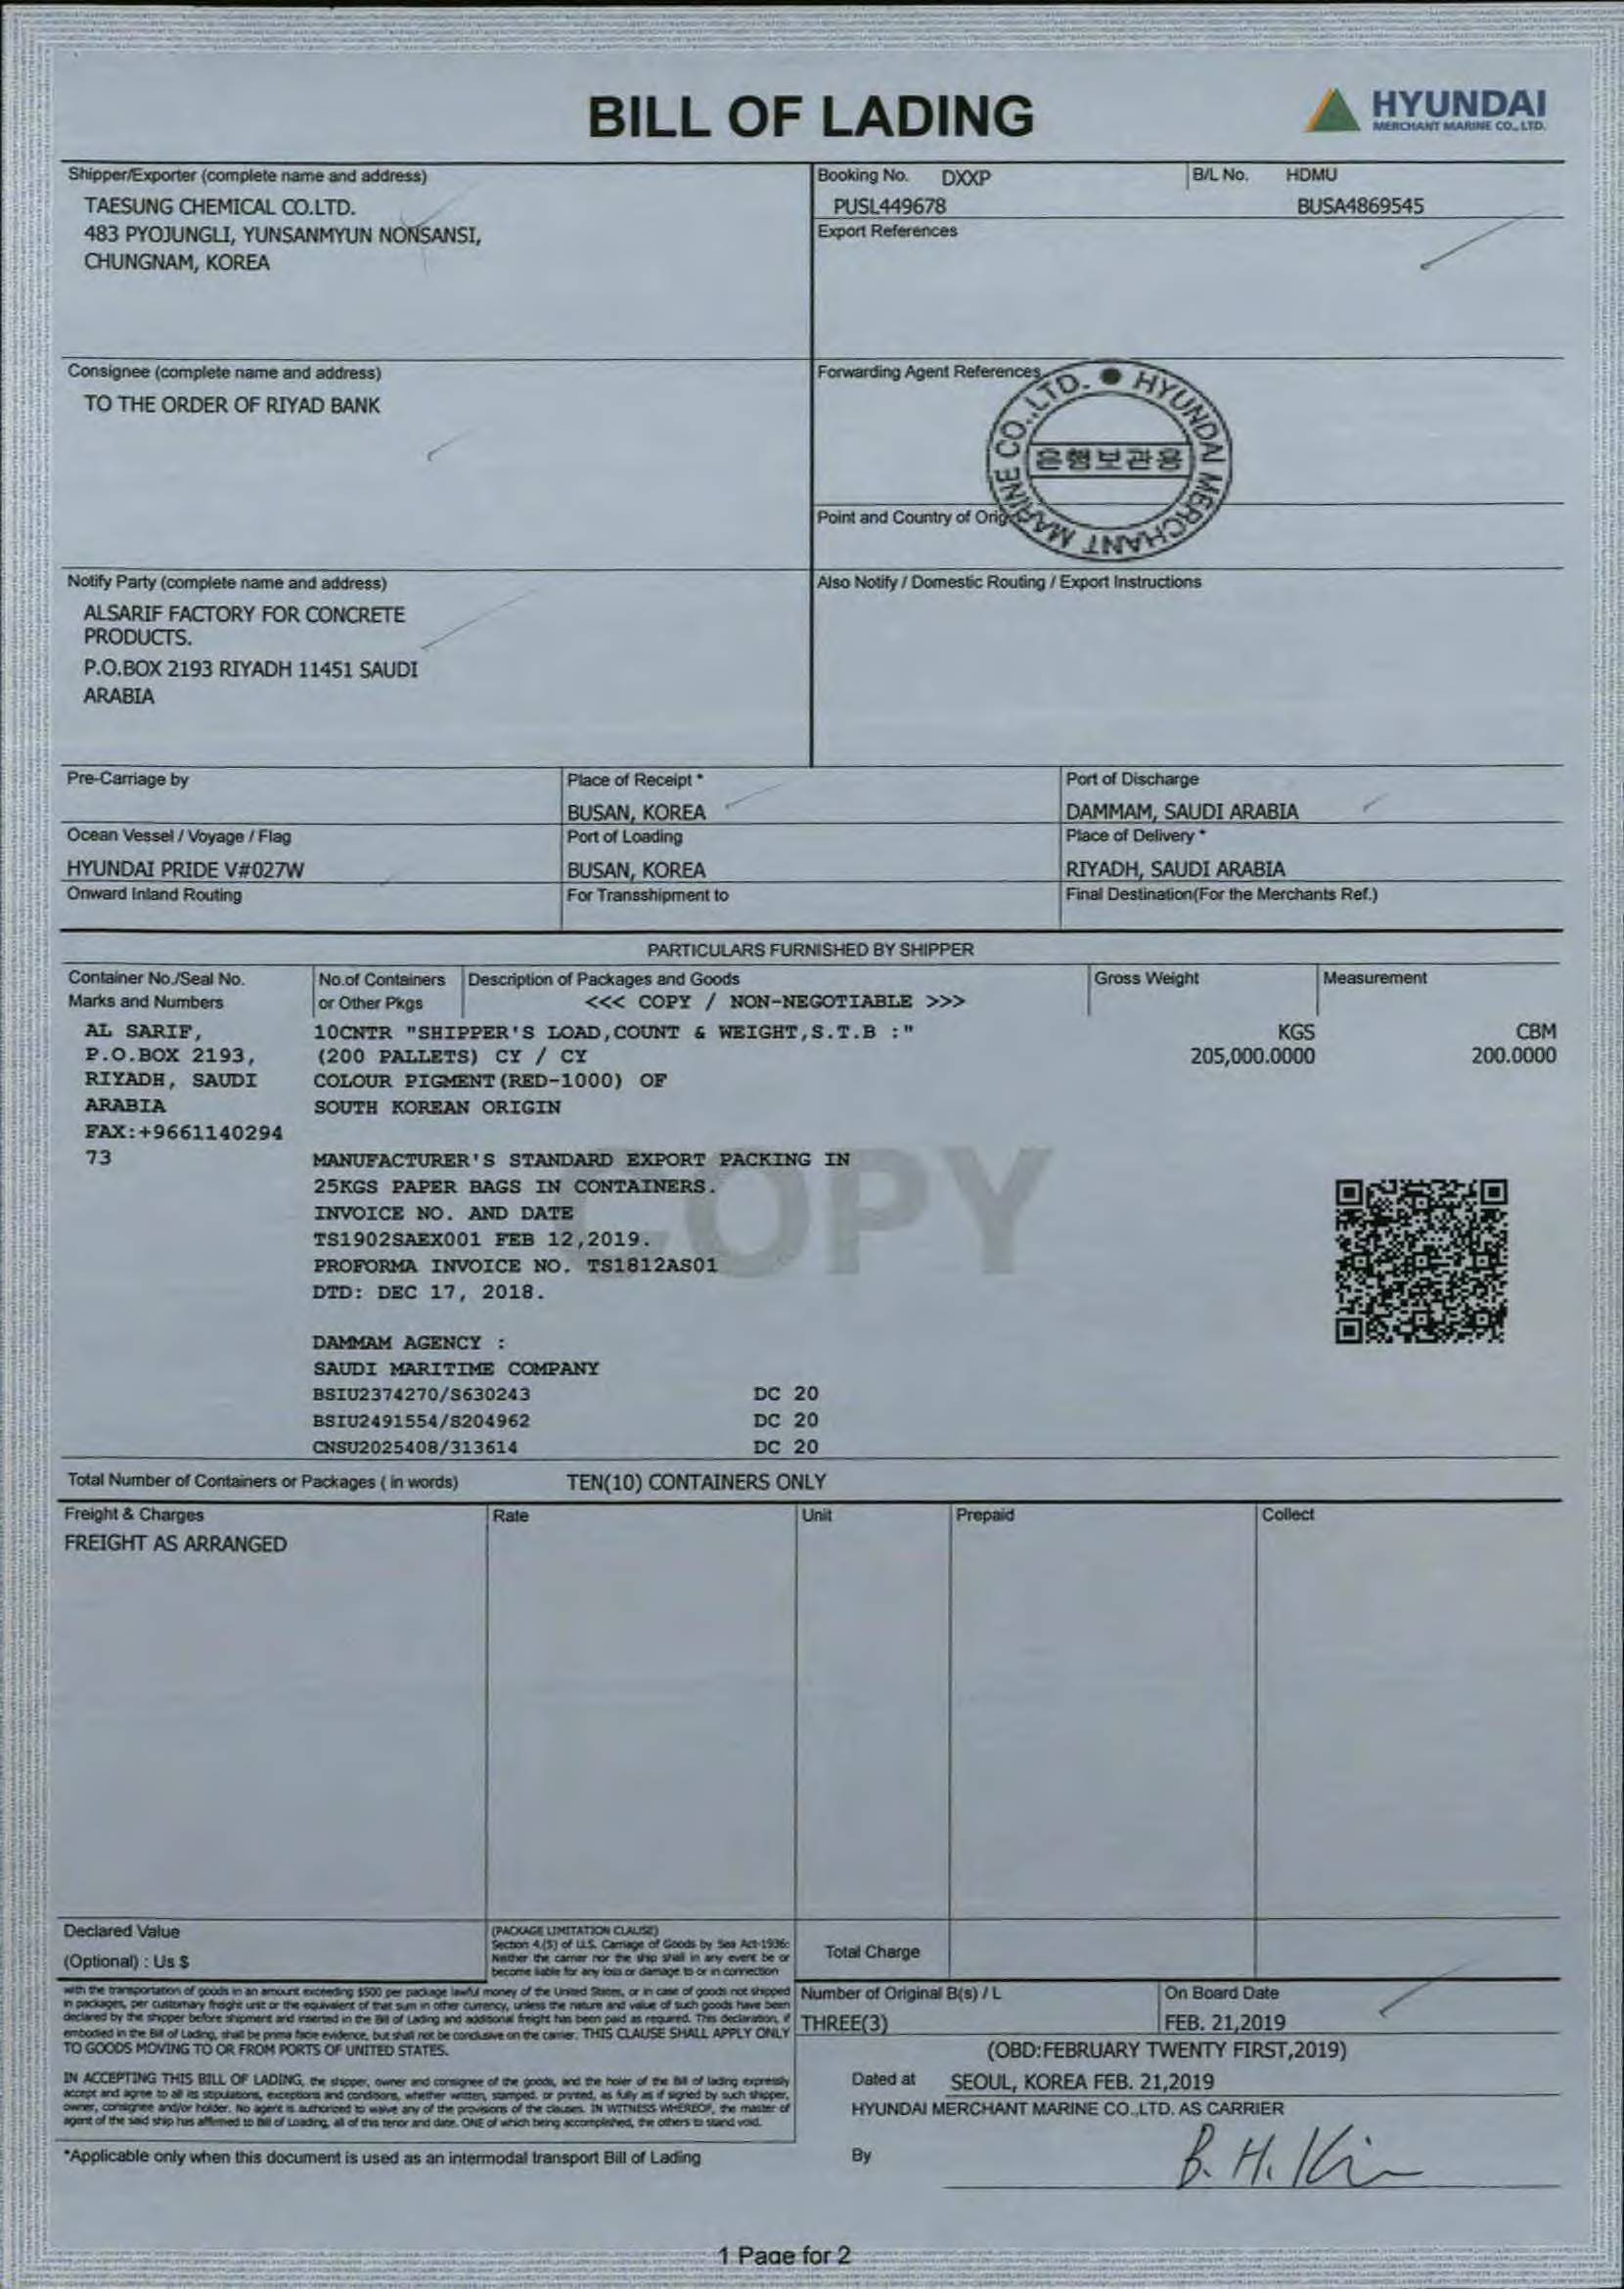 BILL OF LADING
HYUNDAI
MERCHANT MARINE CO., LTD.
Shipper/Exporter (complete name and address)
TAESUNG CHEMICAL CO.LTD.
483 PYOJUNGLI, YUNSANMYUN NONSANSI,
CHUNGNAM, KOREA
Booking No. DXXP
PUSL449678
B/L No. HDMU
BUSA4869545
Export References
Consignee (complete name and address)
TO THE ORDER OF RIYAD BANK
Forwarding Agent References
HYUNDAI MERCHANT MARINE CO.,LTD.
은행보관용
Point and Country of Orig
Notify Party (complete name and address)
ALSARIF FACTORY FOR CONCRETE
PRODUCTS.
P.O.BOX 2193 RIYADH 11451 SAUDI
ARABIA
Also Notify / Domestic Routing / Export Instructions
Pre-Carriage by
Place of Receipt *
BUSAN, KOREA
Port of Discharge
DAMMAM, SAUDI ARABIA
Ocean Vessel / Voyage / Flag
HYUNDAI PRIDE V#027W
Port of Loading
BUSAN, KOREA
Place of Delivery *
RIYADH, SAUDI ARABIA
Onward Inland Routing
For Transshipment to
Final Destination(For the Merchants Ref.)
PARTICULARS FURNISHED BY SHIPPER
Container No./Seal No.
Marks and Numbers
No.of Containers
or Other Pkgs
Description of Packages and Goods
<<< COPY / NON-NEGOTIABLE >>>
Gross Weight
Measurement
AL SARIF,
P.O.BOX 2193,
RIYADH, SAUDI
ARABIA
FAX:+9661140294
73
10CNTR "SHIPPER'S LOAD,COUNT & WEIGHT,S.T.B :"
(200 PALLETS) CY / CY
COLOUR PIGMENT(RED-1000) OF
SOUTH KOREAN ORIGIN
KGS
205,000.0000
CBM
200.0000
MANUFACTURER'S STANDARD EXPORT PACKING IN
25KGS PAPER BAGS IN CONTAINERS.
INVOICE NO. AND DATE
TS1902SAEX001 FEB 12,2019.
PROFORMA INVOICE NO. TS1812AS01
DTD: DEC 17, 2018.
COPY
DAMMAM AGENCY :
SAUDI MARITIME COMPANY
BSIU2374270/S630243 DC 20
BSIU2491554/S204962 DC 20
CNSU2025408/313614 DC 20
Total Number of Containers or Packages ( in words) TEN(10) CONTAINERS ONLY
Freight & Charges
Rate
Unit
Prepaid
Collect
FREIGHT AS ARRANGED
Declared Value
(Optional) : Us $
(PACKAGE LIMITATION CLAUSE)
Section 4.(5) of U.S. Carriage of Goods by Sea Act-1936:
Neither the carrier nor the ship shall in any event be or
become liable for any loss or damage to or in connection
Total Charge
with the transportation of goods in an amount exceeding $500 per package lawful money of the United States, or in case of goods not shipped
in packages, per customary freight unit or the equivalent of that sum in other currency, unless the nature and value of such goods have been
declared by the shipper before shipment and inserted in the Bill of Lading and additional freight has been paid as required. This declaration, if
embodied in the Bill of Lading, shall be prima facie evidence, but shall not be conclusive on the carrier. THIS CLAUSE SHALL APPLY ONLY
TO GOODS MOVING TO OR FROM PORTS OF UNITED STATES.
Number of Original B(s) / L
THREE(3)
On Board Date
FEB. 21,2019
(OBD:FEBRUARY TWENTY FIRST,2019)
IN ACCEPTING THIS BILL OF LADING, the shipper, owner and consignee of the goods, and the holer of the Bill of lading expressly
accept and agree to all its stipulations, exceptions and conditions, whether written, stamped, or printed, as fully as if signed by such shipper,
owner, consignee and/or holder. No agent is authorized to waive any of the provisions of the clauses. IN WITNESS WHEREOF, the master of
agent of the said ship has affirmed to Bill of Loading, all of this tenor and date. ONE of which being accomplished, the others to stand void.
Dated at SEOUL, KOREA FEB. 21,2019
HYUNDAI MERCHANT MARINE CO.,LTD. AS CARRIER
*Applicable only when this document is used as an intermodal transport Bill of Lading
By B. H. Kim
1 Page for 2